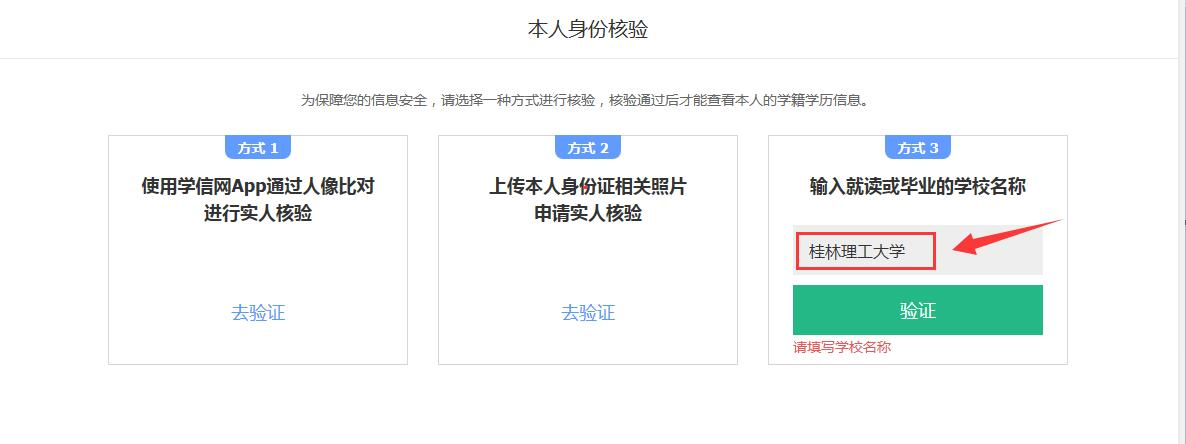 本人身份核验
为保障您的信息安全，请选择一种方式进行核验，核验通过后才能查看本人的学籍学历信息。
方式 1
使用学信网App通过人像比对
进行实人核验
去验证
方式 2
上传本人身份证相关照片
申请实人核验
去验证
方式 3
输入就读或毕业的学校名称
桂林理工大学
验证
请填写学校名称